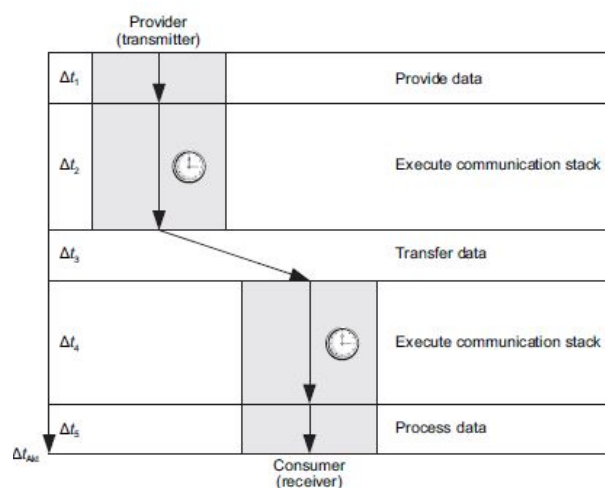 Provider
(transmitter)
Δt₁ Provide data
Δt₂ Execute communication stack
Δt₃ Transfer data
Δt₄ Execute communication stack
Δt₅ Process data
Δt_Akt
Consumer
(receiver)